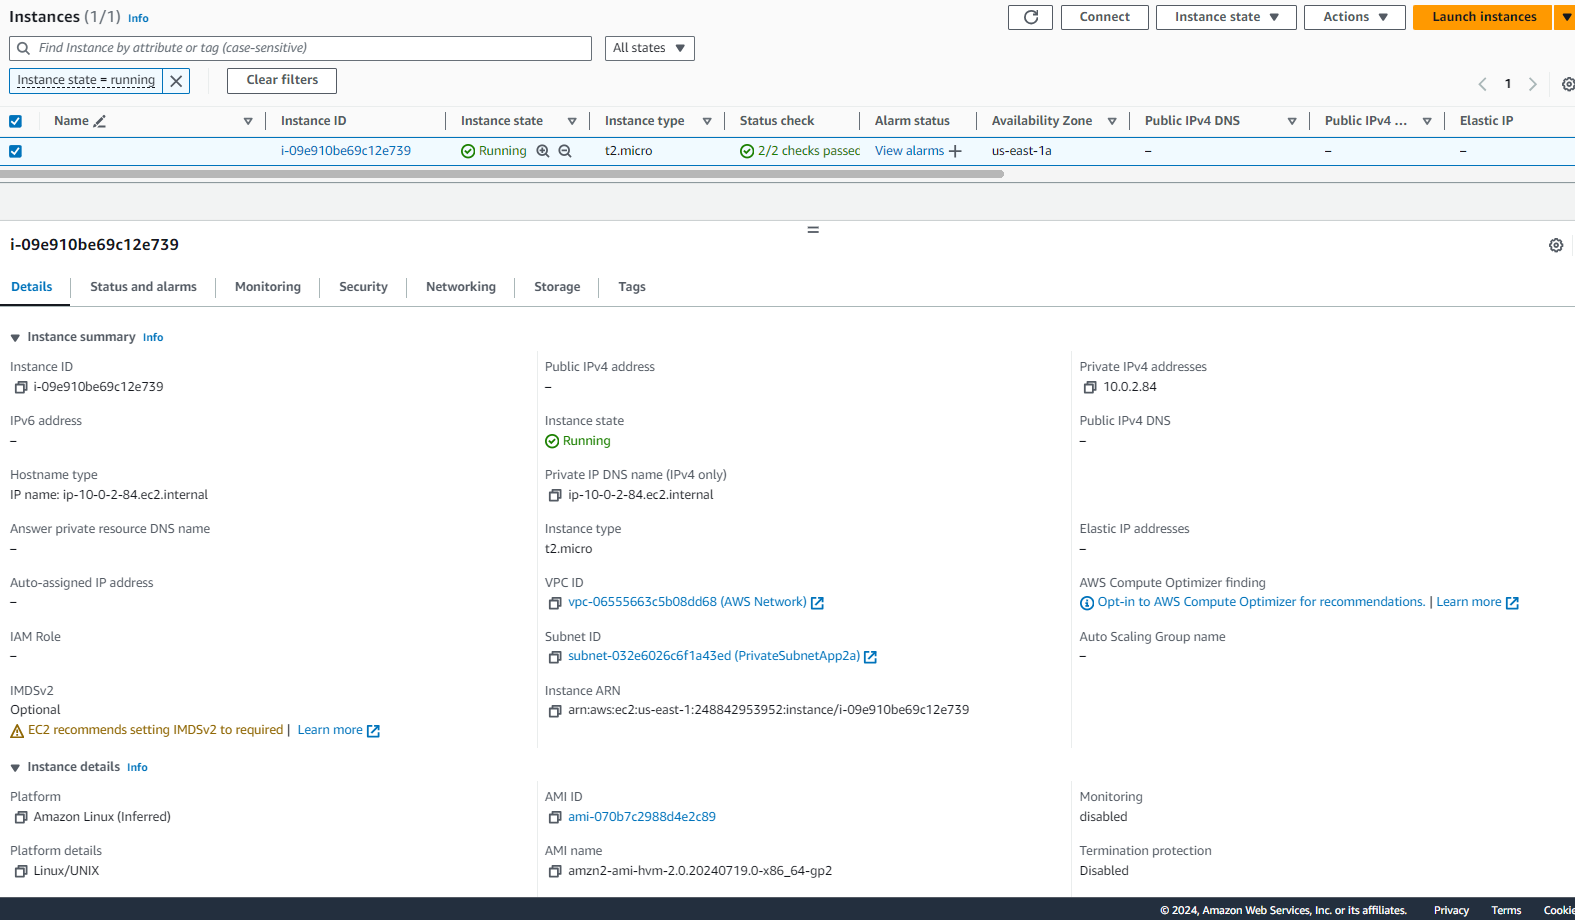 Instances (1/1) Info
Connect Instance state Actions Launch instances
Find Instance by attribute or tag (case-sensitive) All states
Instance state = running Clear filters 1
Name Instance ID Instance state Instance type Status check Alarm status Availability Zone Public IPv4 DNS Public IPv4 ... Elastic IP
i-09e910be69c12e739 Running t2.micro 2/2 checks passed View alarms + us-east-1a – – –
i-09e910be69c12e739
Details Status and alarms Monitoring Security Networking Storage Tags
Instance summary Info
Instance ID Public IPv4 address Private IPv4 addresses
i-09e910be69c12e739 – 10.0.2.84
IPv6 address Instance state Public IPv4 DNS
– Running –
Hostname type Private IP DNS name (IPv4 only)
IP name: ip-10-0-2-84.ec2.internal ip-10-0-2-84.ec2.internal
Answer private resource DNS name Instance type Elastic IP addresses
– t2.micro –
Auto-assigned IP address VPC ID AWS Compute Optimizer finding
– vpc-06555663c5b08dd68 (AWS Network) Opt-in to AWS Compute Optimizer for recommendations. | Learn more
IAM Role Subnet ID Auto Scaling Group name
– subnet-032e6026c6f1a43ed (PrivateSubnetApp2a) –
IMDSv2 Instance ARN
Optional arn:aws:ec2:us-east-1:248842953952:instance/i-09e910be69c12e739
EC2 recommends setting IMDSv2 to required | Learn more
Instance details Info
Platform AMI ID Monitoring
Amazon Linux (Inferred) ami-070b7c2988d4e2c89 disabled
Platform details AMI name Termination protection
Linux/UNIX amzn2-ami-hvm-2.0.20240719.0-x86_64-gp2 Disabled
© 2024, Amazon Web Services, Inc. or its affiliates. Privacy Terms Cookie